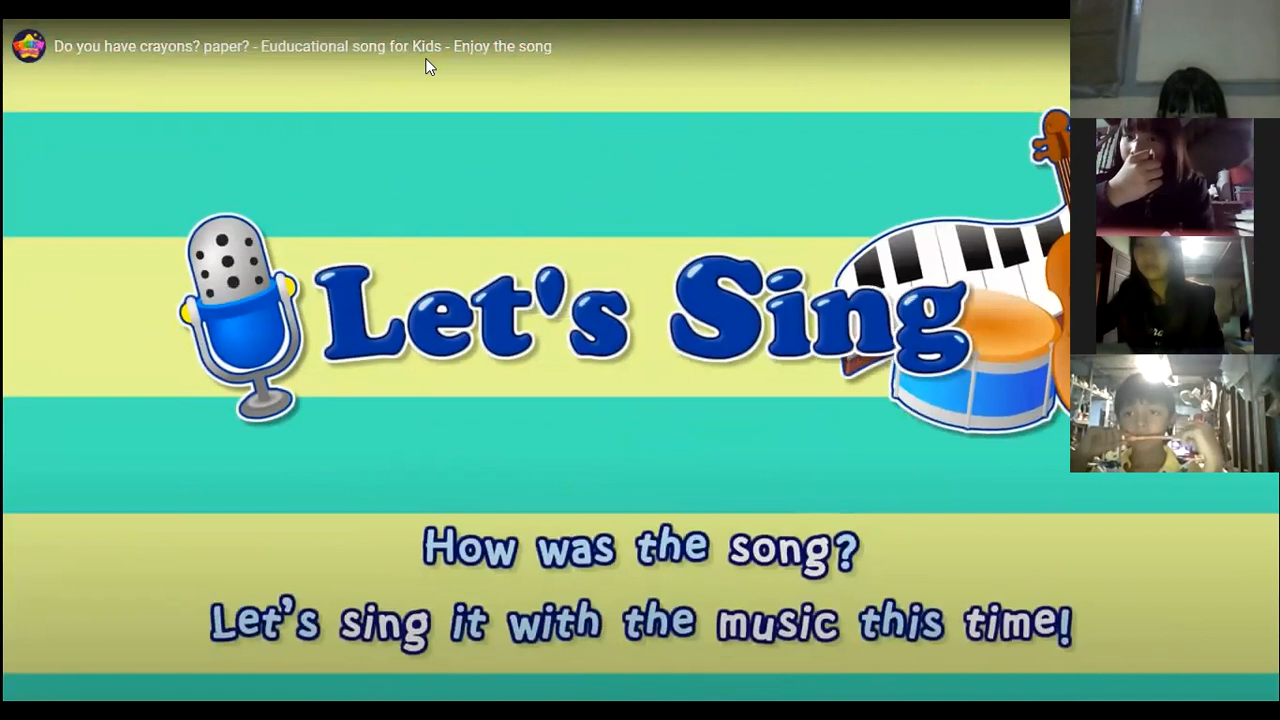 Do you have crayons? paper? - Euducational song for Kids - Enjoy the song
Let's Sing
How was the song?
Let's sing it with the music this time!